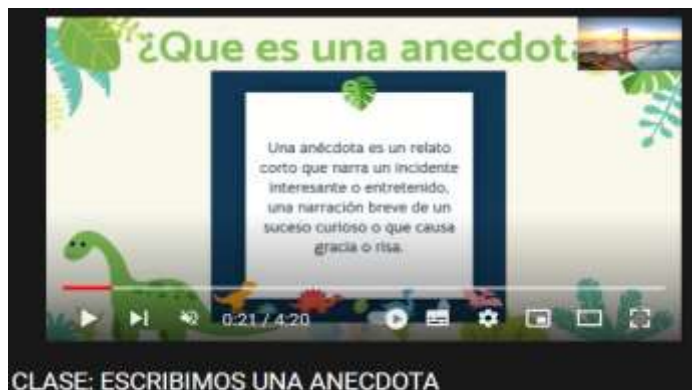 ¿Que es una anecdota
Una anécdota es un relato
corto que narra un incidente
interesante o entretenido,
una narración breve de un
suceso curioso o que causa
gracia o risa.
0:21 / 4:20
CLASE: ESCRIBIMOS UNA ANECDOTA